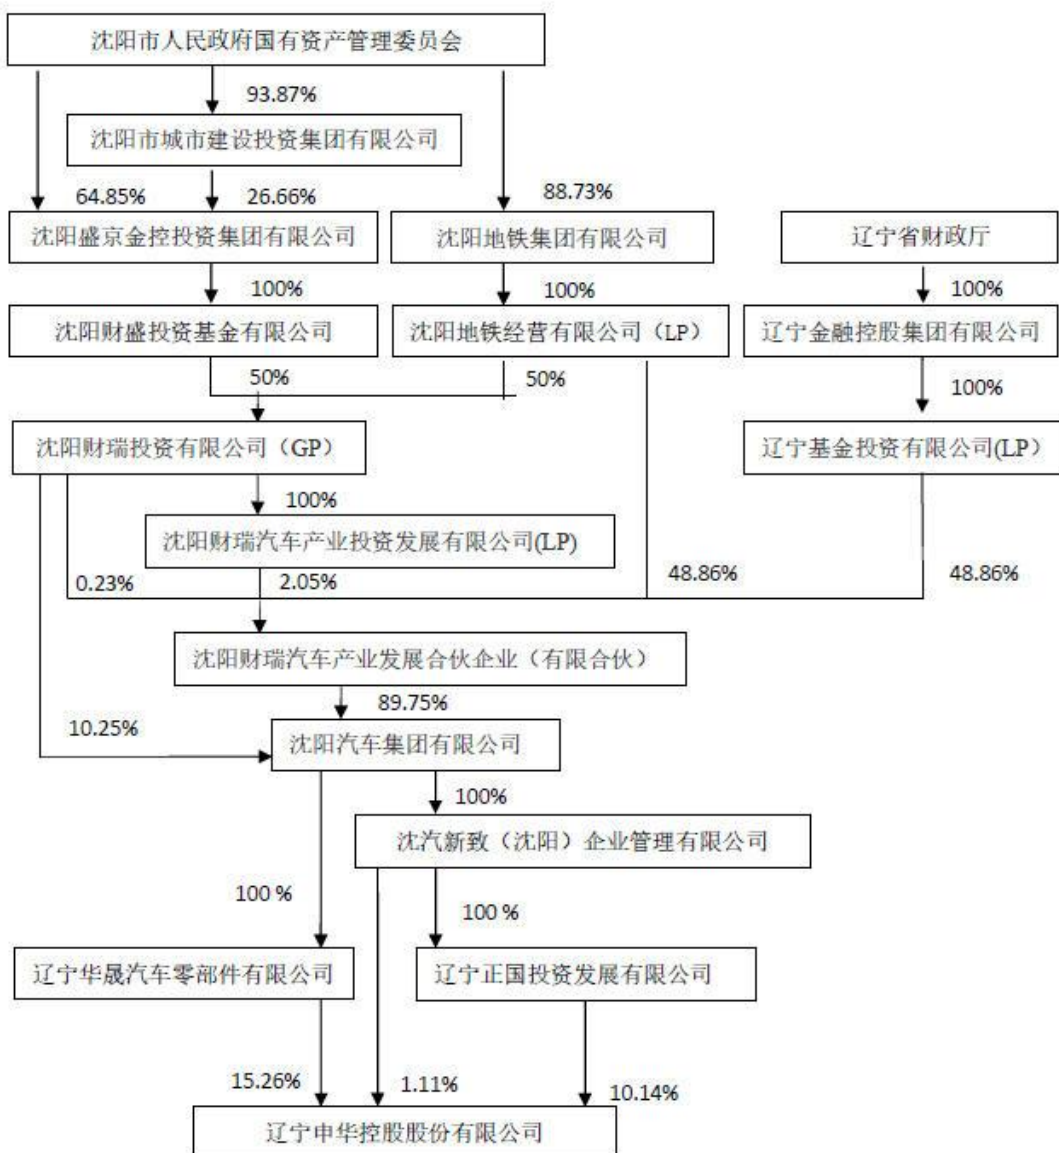 沈阳市人民政府国有资产管理委员会
93.87%
沈阳市城市建设投资集团有限公司
64.85%
26.66%
88.73%
沈阳盛京金控投资集团有限公司
沈阳地铁集团有限公司
辽宁省财政厅
100%
100%
100%
沈阳财盛投资基金有限公司
沈阳地铁经营有限公司（LP）
辽宁金融控股集团有限公司
50%
50%
100%
沈阳财瑞投资有限公司（GP）
辽宁基金投资有限公司(LP）
100%
沈阳财瑞汽车产业投资发展有限公司(LP)
0.23%
2.05%
48.86%
48.86%
沈阳财瑞汽车产业发展合伙企业（有限合伙）
89.75%
10.25%
沈阳汽车集团有限公司
100%
沈汽新致（沈阳）企业管理有限公司
100 %
100 %
辽宁华晟汽车零部件有限公司
辽宁正国投资发展有限公司
15.26%
1.11%
10.14%
辽宁申华控股股份有限公司